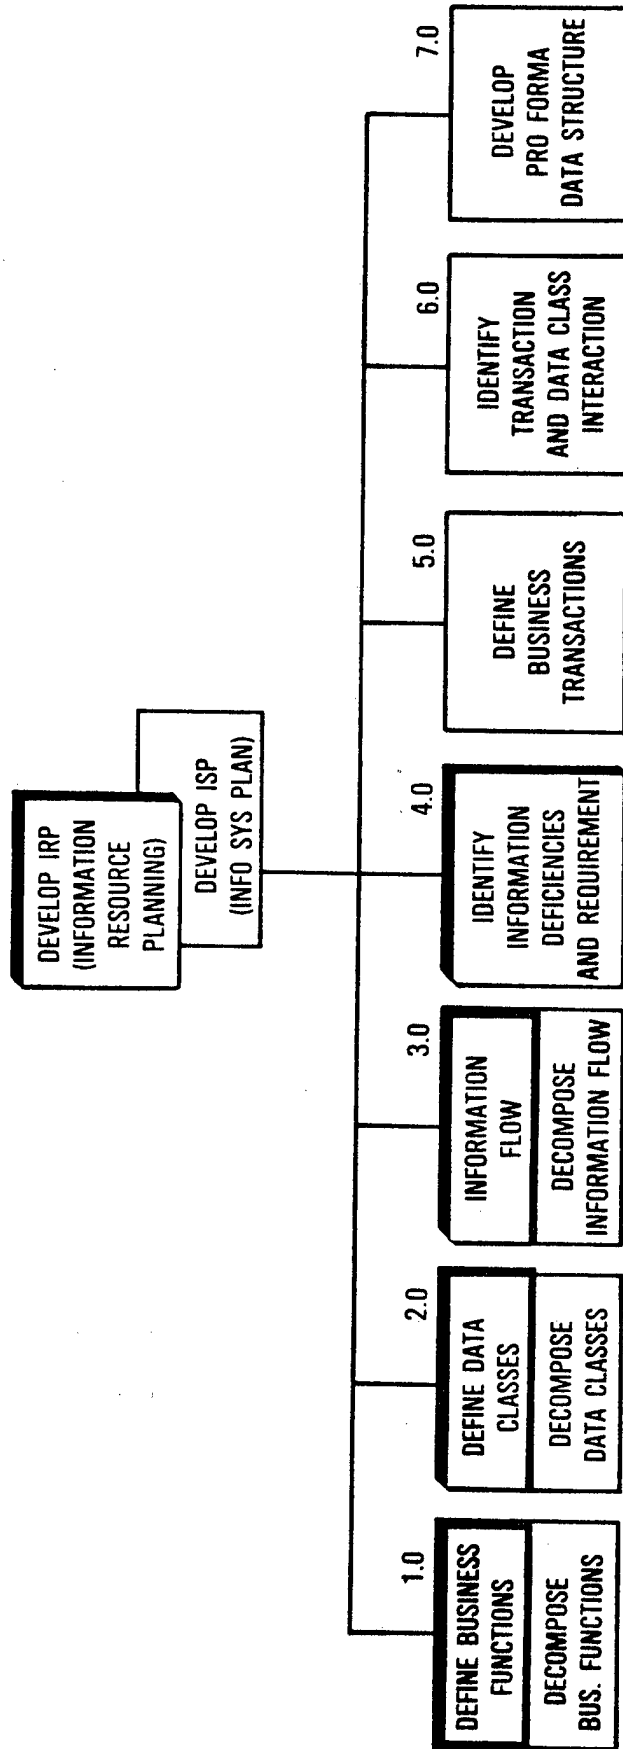 DEVELOP IRP
(INFORMATION
RESOURCE
PLANNING)
DEVELOP ISP
(INFO SYS PLAN)
1.0
DEFINE BUSINESS
FUNCTIONS
DECOMPOSE
BUS. FUNCTIONS
2.0
DEFINE DATA
CLASSES
DECOMPOSE
DATA CLASSES
3.0
INFORMATION
FLOW
DECOMPOSE
INFORMATION FLOW
4.0
IDENTIFY
INFORMATION
DEFICIENCIES
AND REQUIREMENT
5.0
DEFINE
BUSINESS
TRANSACTIONS
6.0
IDENTIFY
TRANSACTION
AND DATA CLASS
INTERACTION
7.0
DEVELOP
PRO FORMA
DATA STRUCTURE